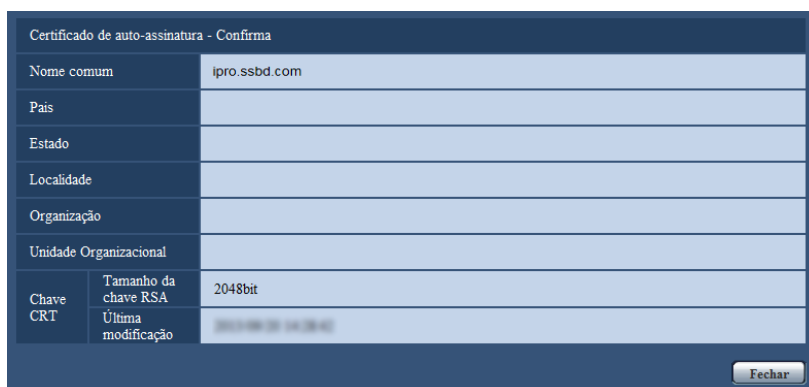 Certificado de auto-assinatura - Confirma
Nome comum ipro.ssbd.com
Pais
Estado
Localidade
Organização
Unidade Organizacional
Chave CRT
Tamanho da chave RSA 2048bit
Última modificação
Fechar